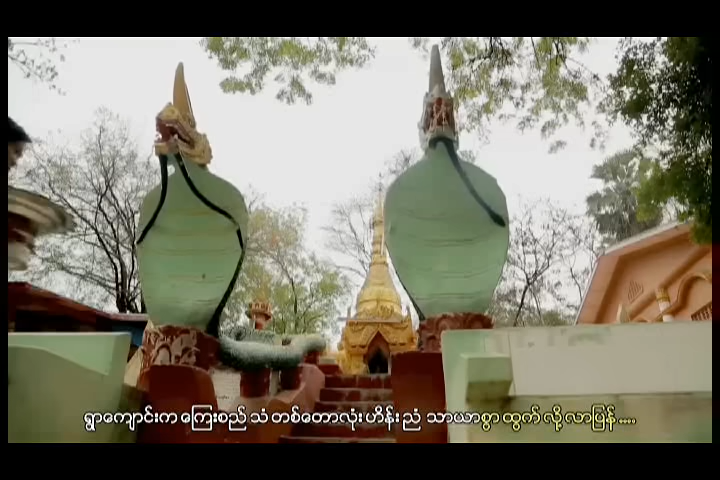 ရွာကျောင်းက ကြေးစည် သံ တစ်တောလုံး ဟိန်း ညံ သာယာစွာ ထွက် လို့ လာပြန် ....